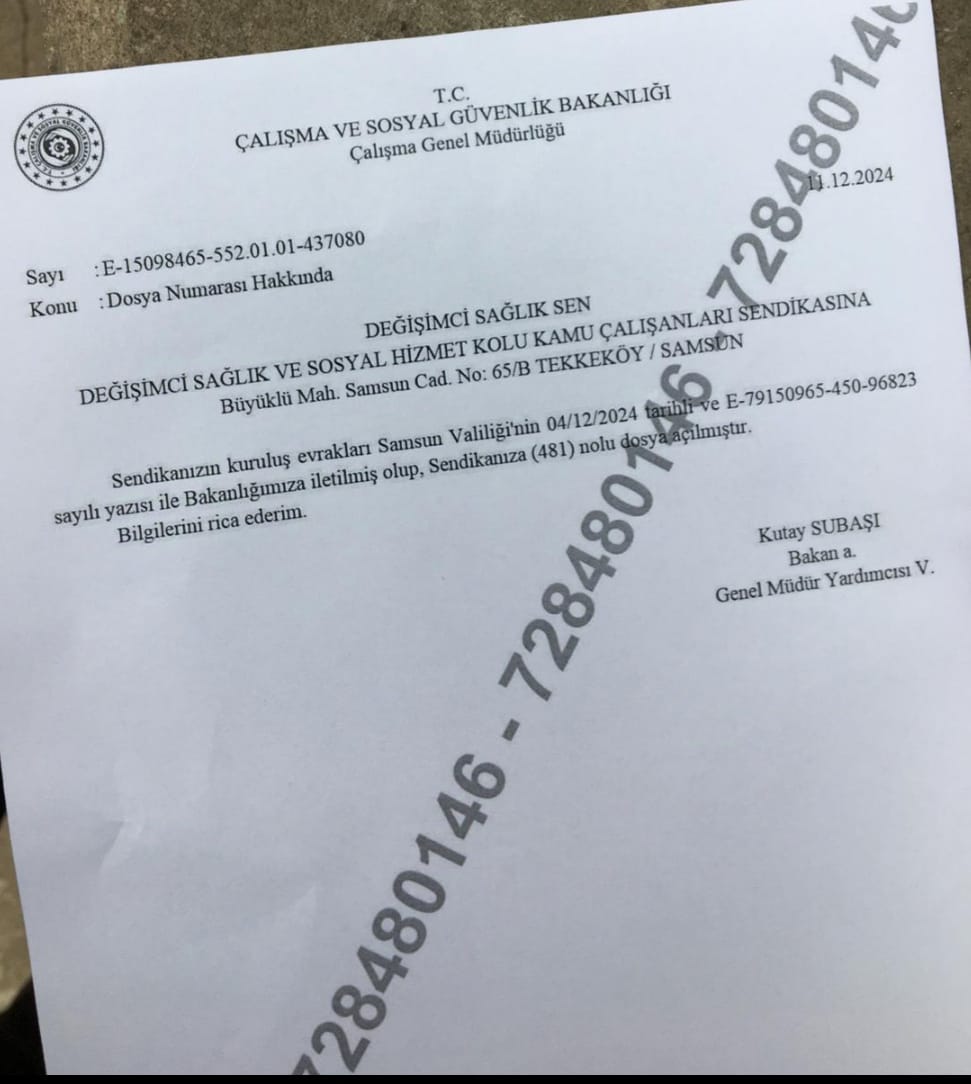 T.C.
ÇALIŞMA VE SOSYAL GÜVENLİK BAKANLIĞI
Çalışma Genel Müdürlüğü
11.12.2024
Sayı : E-15098465-552.01.01-437080
Konu : Dosya Numarası Hakkında
DEĞİŞİMCİ SAĞLIK SEN
DEĞİŞİMCİ SAĞLIK VE SOSYAL HİZMET KOLU KAMU ÇALIŞANLARI SENDİKASINA
Büyüklü Mah. Samsun Cad. No: 65/B TEKKEKÖY / SAMSUN
Sendikanızın kuruluş evrakları Samsun Valiliği'nin 04/12/2024 tarihli ve E-79150965-450-96823
sayılı yazısı ile Bakanlığımıza iletilmiş olup, Sendikanıza (481) nolu dosya açılmıştır.
Bilgilerini rica ederim.
Kutay SUBAŞI
Bakan a.
Genel Müdür Yardımcısı V.
728480146 - 728480146 - 728480146